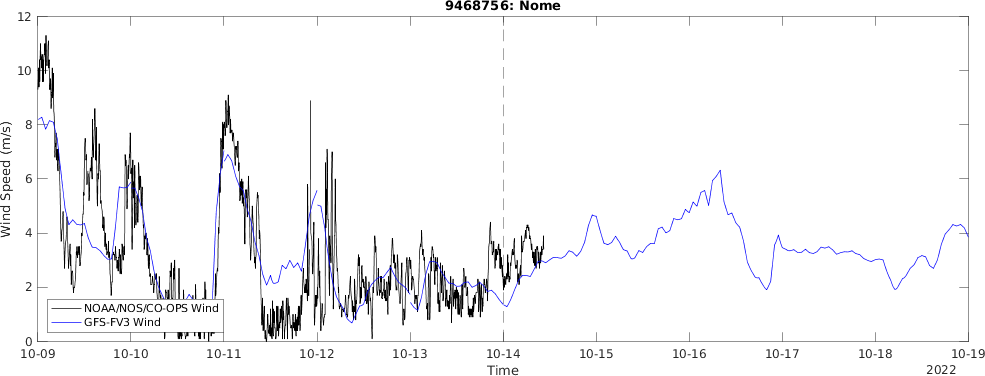 9468756: Nome
Wind Speed (m/s)
12
10
8
6
4
2
0
NOAA/NOS/CO-OPS Wind
GFS-FV3 Wind
10-09 10-10 10-11 10-12 10-13 10-14 10-15 10-16 10-17 10-18 10-19
Time
2022